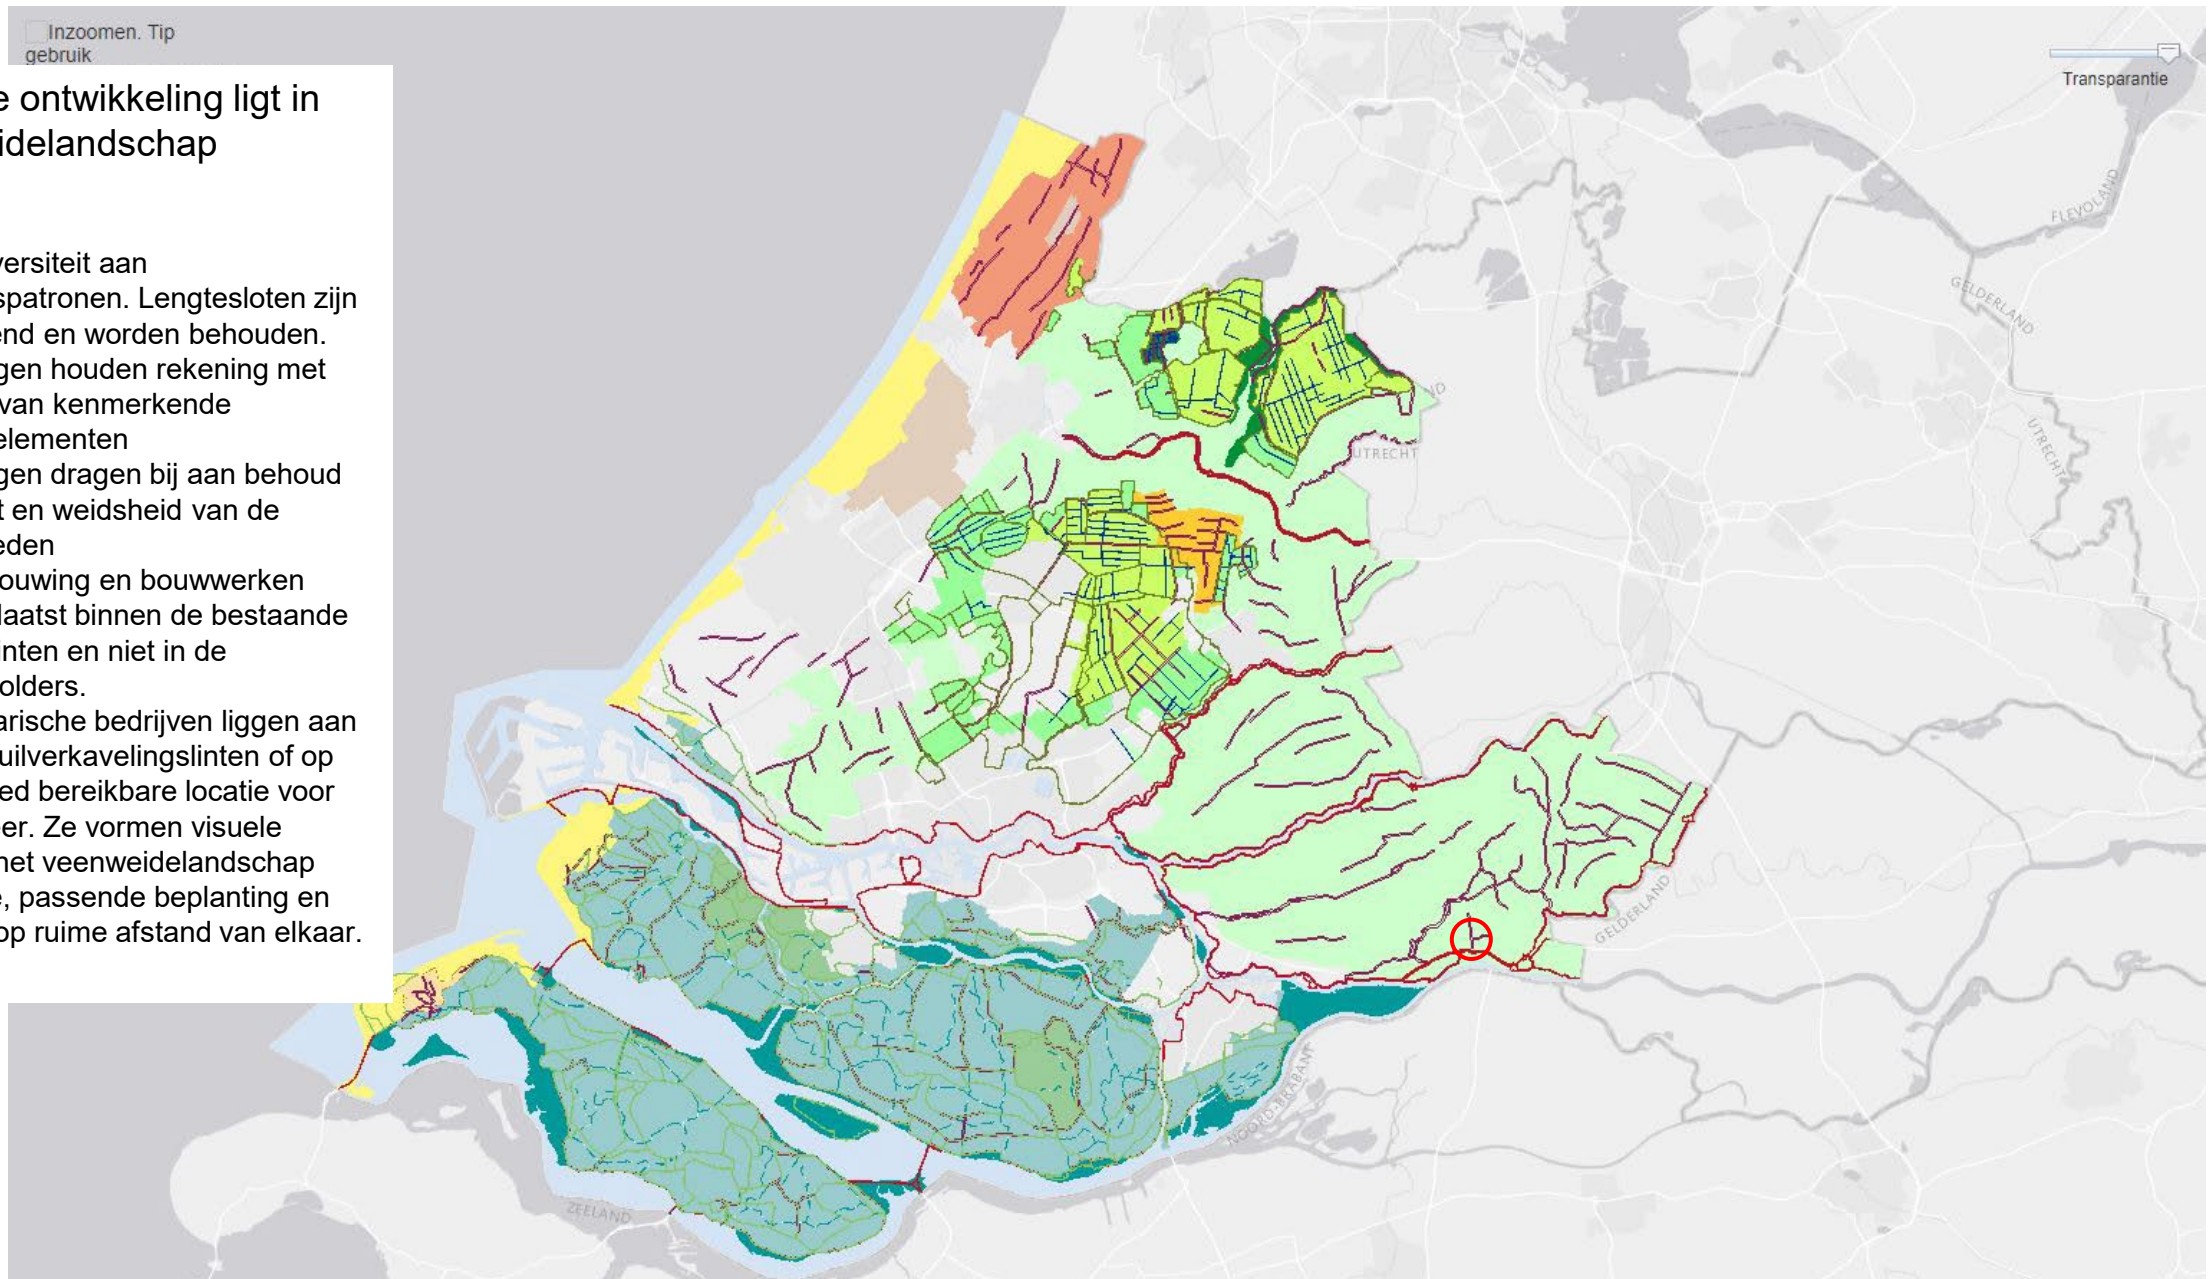 Inzoomen. Tip
gebruik
Transparantie
e ontwikkeling ligt in
idelandschap
versiteit aan
spatronen. Lengtesloten zijn
end en worden behouden.
gen houden rekening met
van kenmerkende
elementen
gen dragen bij aan behoud
t en weidsheid van de
eden
ouwing en bouwwerken
laatst binnen de bestaande
inten en niet in de
olders.
arische bedrijven liggen aan
uilverkavelingslinten of op
ed bereikbare locatie voor
eer. Ze vormen visuele
net veenweidelandschap
e, passende beplanting en
op ruime afstand van elkaar.
FLEVOLAND
GELDERLAND
UTRECHT
ND
UTRECHT
GELDERLAND
NOORD-BRABANT
ZEELAND